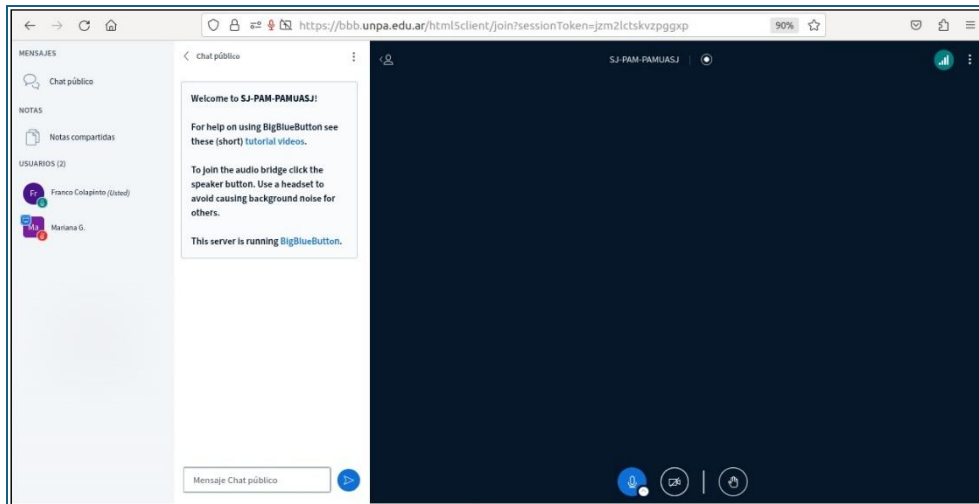 https://bbb.unpa.edu.ar/html5client/join?sessionToken=jzm2lctskvzpggxp
90%
MENSAJES
Chat público
NOTAS
Notas compartidas
USUARIOS (2)
Fr
Franco Colapinto (Usted)
Ma
Mariana G.
Chat público
Welcome to SJ-PAM-PAMUASJ!
For help on using BigBlueButton see
these (short) tutorial videos.
To join the audio bridge click the
speaker button. Use a headset to
avoid causing background noise for
others.
This server is running BigBlueButton.
Mensaje Chat público
SJ-PAM-PAMUASJ